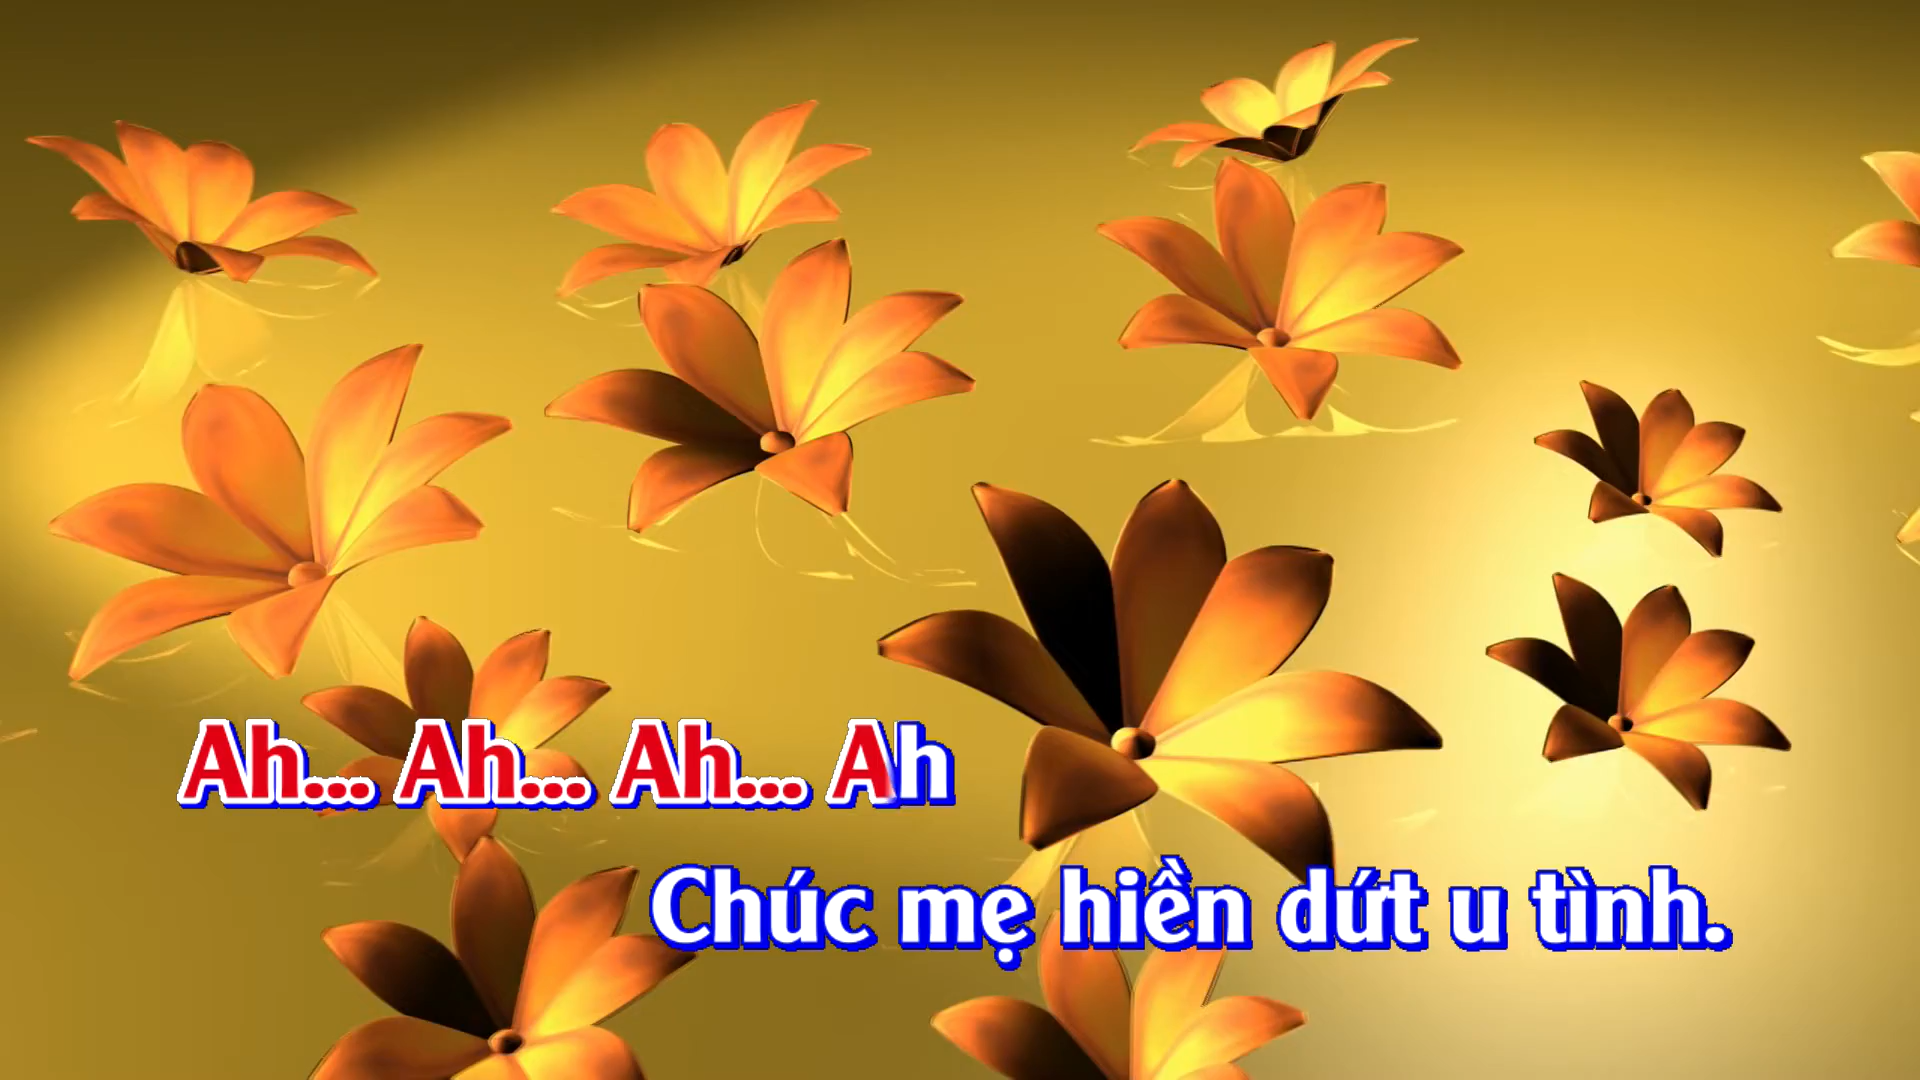 Ah... Ah... Ah... Ah
Chúc mẹ hiền dứt u tình.